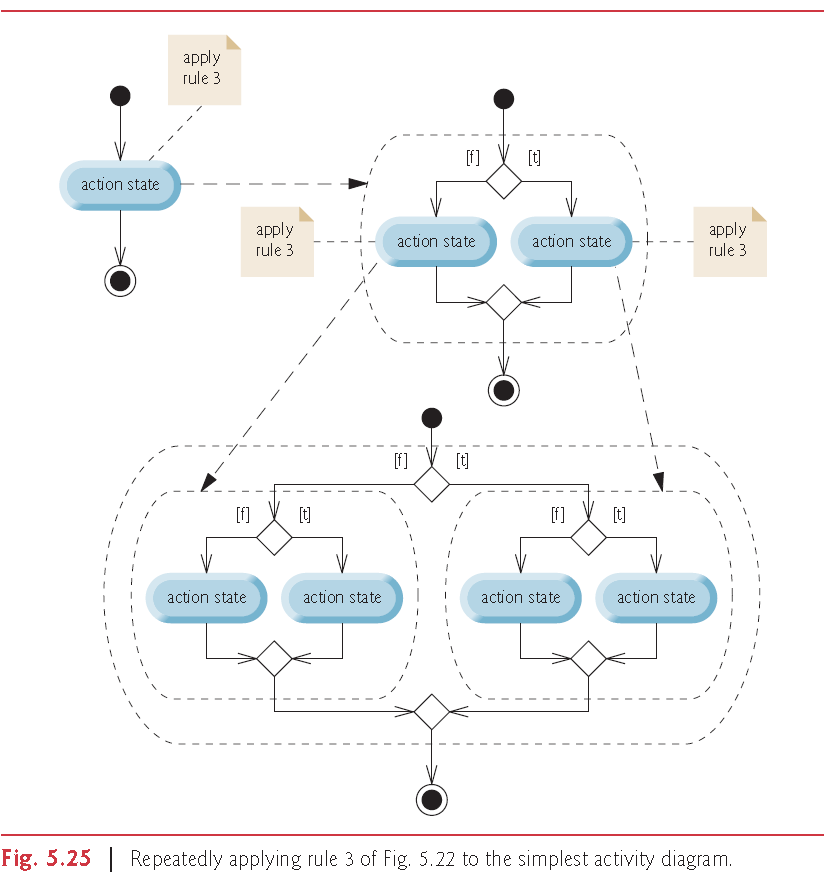 apply
rule 3
action state
[f] [t]
apply
rule 3
action state action state
apply
rule 3
[f] [t]
[f] [t] [f] [t]
action state action state action state action state
Fig. 5.25 | Repeatedly applying rule 3 of Fig. 5.22 to the simplest activity diagram.